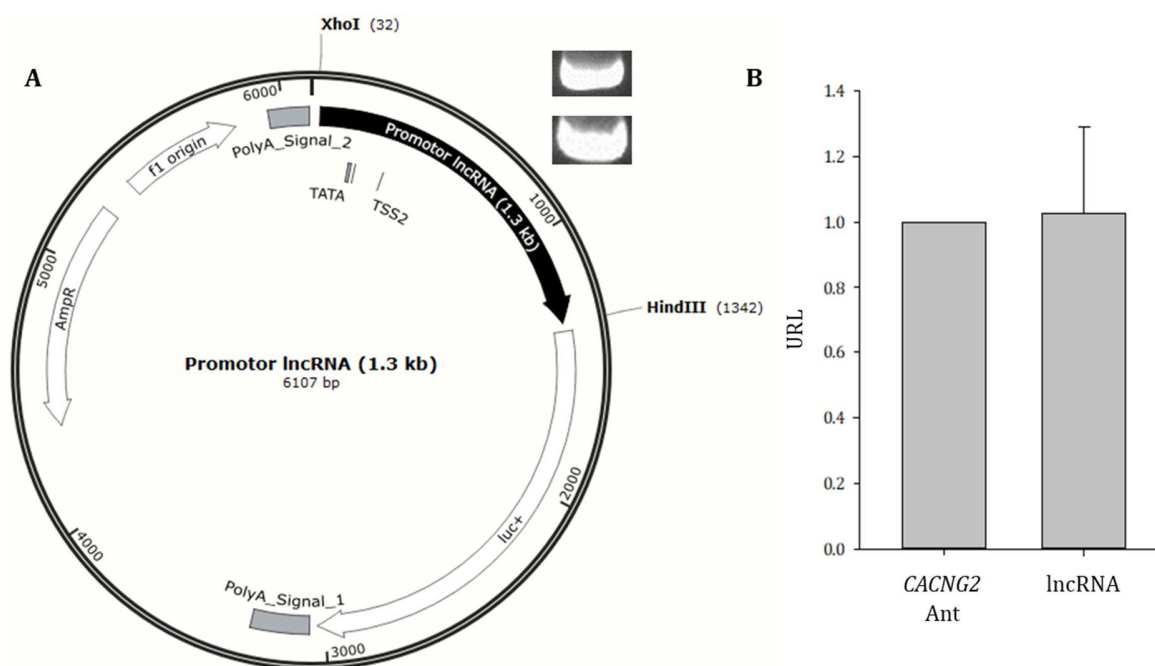 A
XhoI (32)
6000
PolyA_Signal_2
f1 origin
Promotor lncRNA (1.3 kb)
TATA
TSS2
1000
5000
AmpR
HindIII (1342)
Promotor lncRNA (1.3 kb)
6107 bp
2000
luc+
4000
PolyA_Signal_1
3000
B
URL
1.4
1.2
1.0
0.8
0.6
0.4
0.2
0.0
CACNG2
Ant
lncRNA